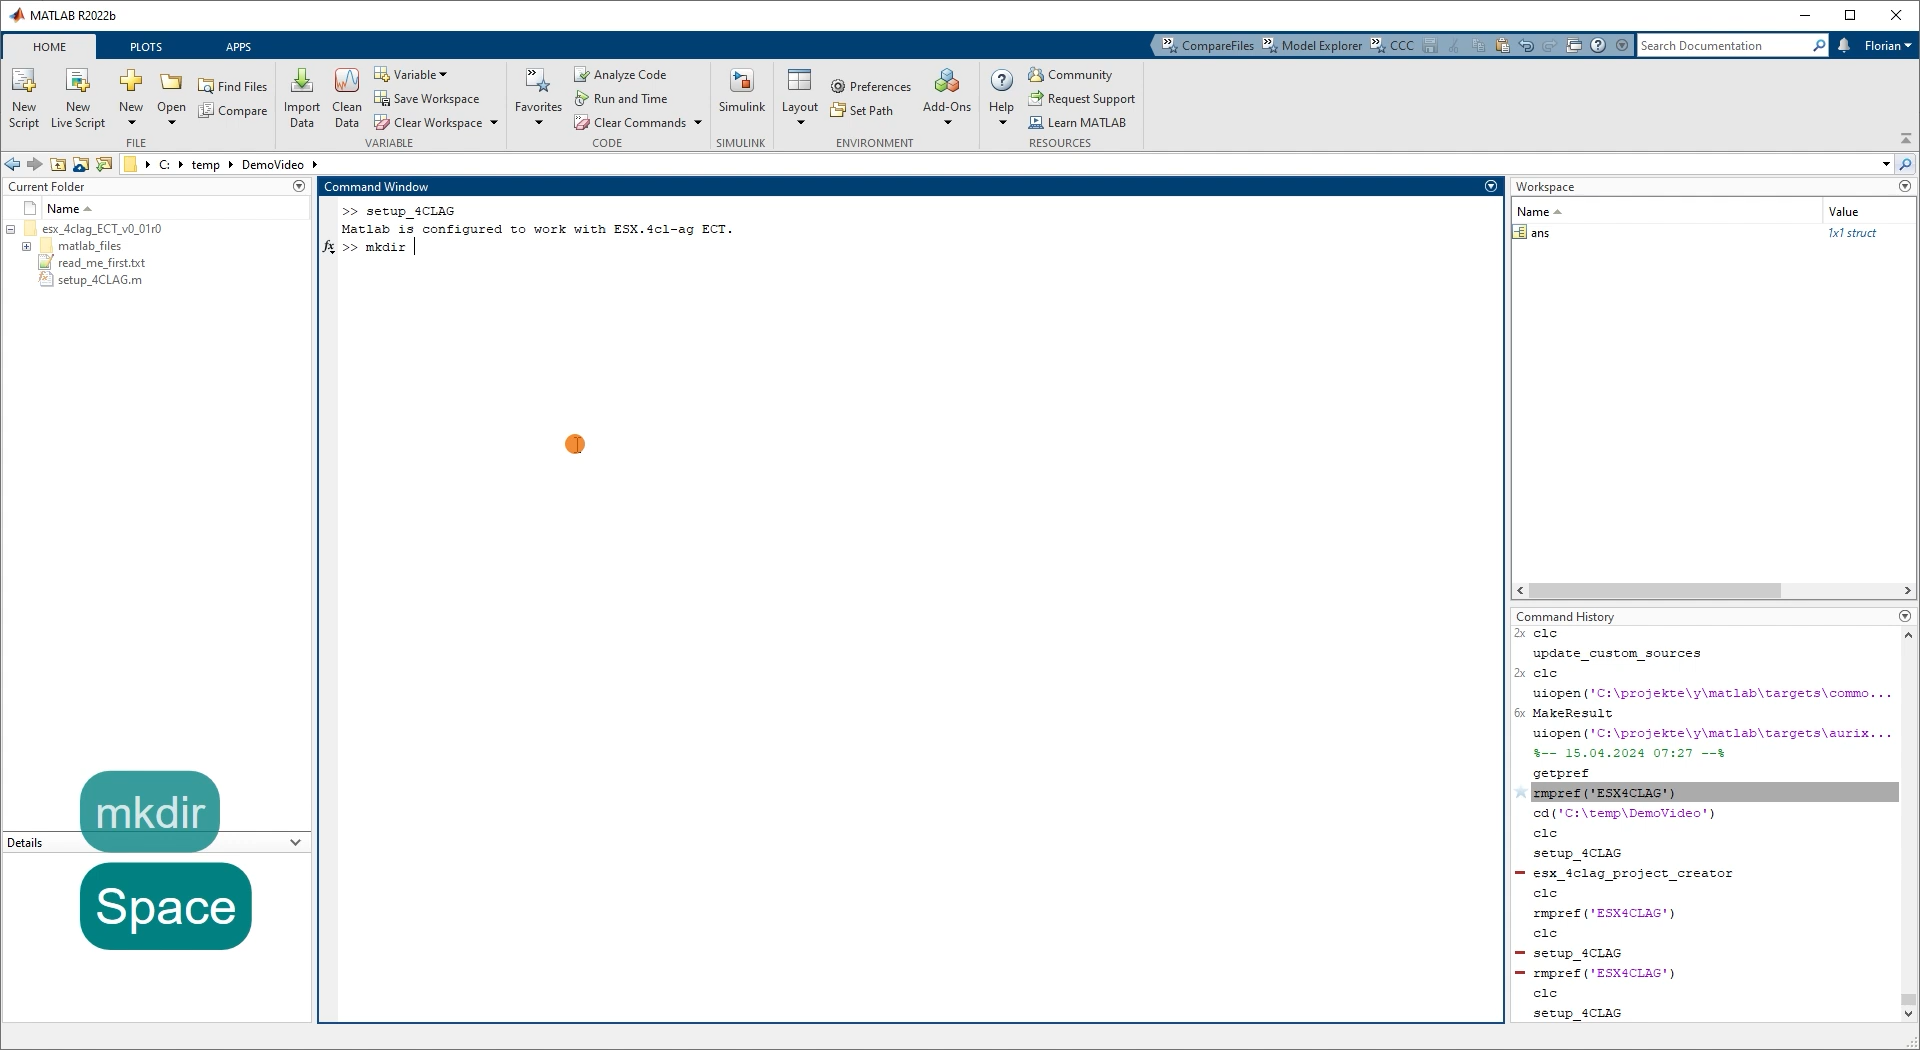 MATLAB R2022b
HOME PLOTS APPS CompareFiles Model Explorer CCC Search Documentation Florian
New Script
New Live Script
New
Open
Find Files
Compare
FILE
Import Data
Clean Data
Variable
Save Workspace
Clear Workspace
VARIABLE
Favorites
Analyze Code
Run and Time
Clear Commands
CODE
Simulink
SIMULINK
Layout
Preferences
Set Path
Add-Ons
ENVIRONMENT
Help
Community
Request Support
Learn MATLAB
RESOURCES
C: temp DemoVideo
Current Folder
Name
esx_4clag_ECT_v0_01r0
matlab_files
read_me_first.txt
setup_4CLAG.m
mkdir
Details
Space
Command Window
>> setup_4CLAG
Matlab is configured to work with ESX.4cl-ag ECT.
fx >> mkdir
Workspace
Name Value
ans 1x1 struct
Command History
2x clc
update_custom_sources
2x clc
uiopen('C:\projekte\y\matlab\targets\commo...
6x MakeResult
uiopen('C:\projekte\y\matlab\targets\aurix...
%-- 15.04.2024 07:27 --%
getpref
rmpref('ESX4CLAG')
cd('C:\temp\DemoVideo')
clc
setup_4CLAG
esx_4clag_project_creator
clc
rmpref('ESX4CLAG')
clc
setup_4CLAG
rmpref('ESX4CLAG')
clc
setup_4CLAG